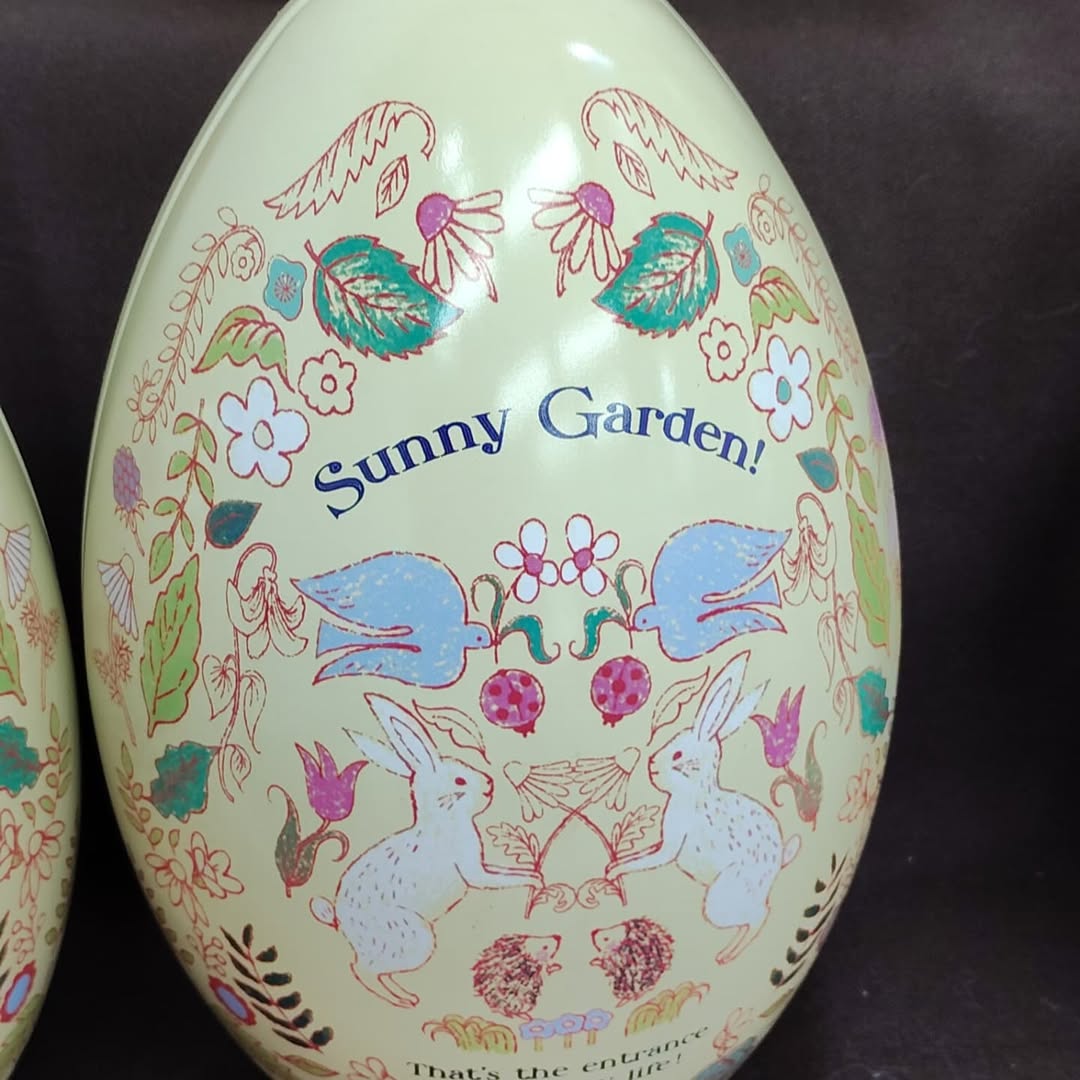 Sunny Garden!
That's the entrance
life!